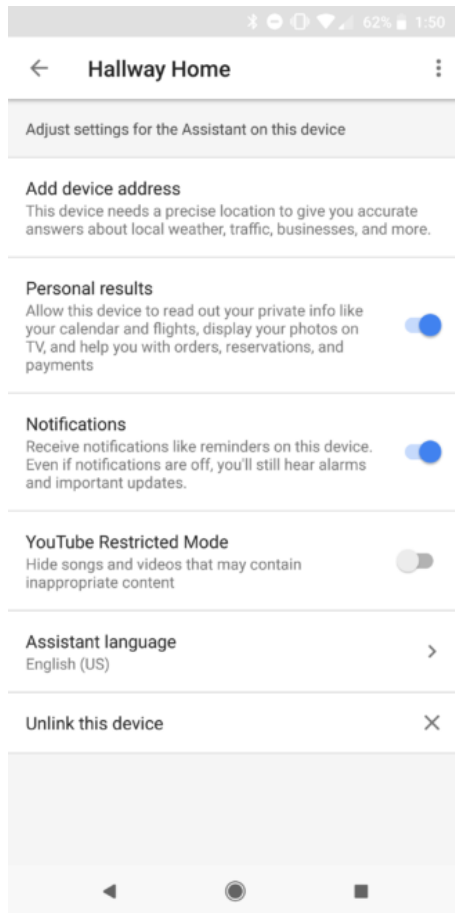 62% 1:50
Hallway Home
Adjust settings for the Assistant on this device
Add device address
This device needs a precise location to give you accurate
answers about local weather, traffic, businesses, and more.
Personal results
Allow this device to read out your private info like
your calendar and flights, display your photos on
TV, and help you with orders, reservations, and
payments
Notifications
Receive notifications like reminders on this device.
Even if notifications are off, you'll still hear alarms
and important updates.
YouTube Restricted Mode
Hide songs and videos that may contain
inappropriate content
Assistant language
English (US)
Unlink this device